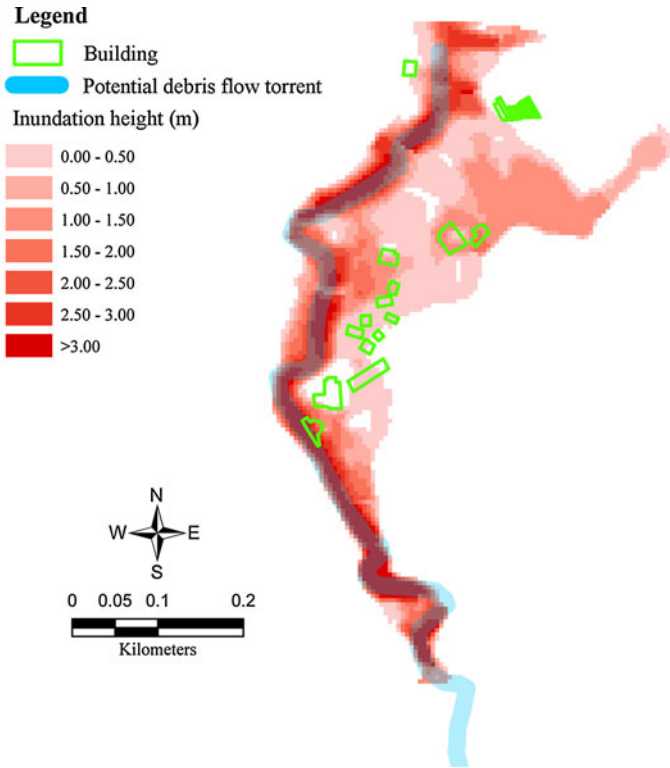 Legend
Building
Potential debris flow torrent
Inundation height (m)
0.00 - 0.50
0.50 - 1.00
1.00 - 1.50
1.50 - 2.00
2.00 - 2.50
2.50 - 3.00
>3.00
N
W E
S
0 0.05 0.1 0.2
Kilometers